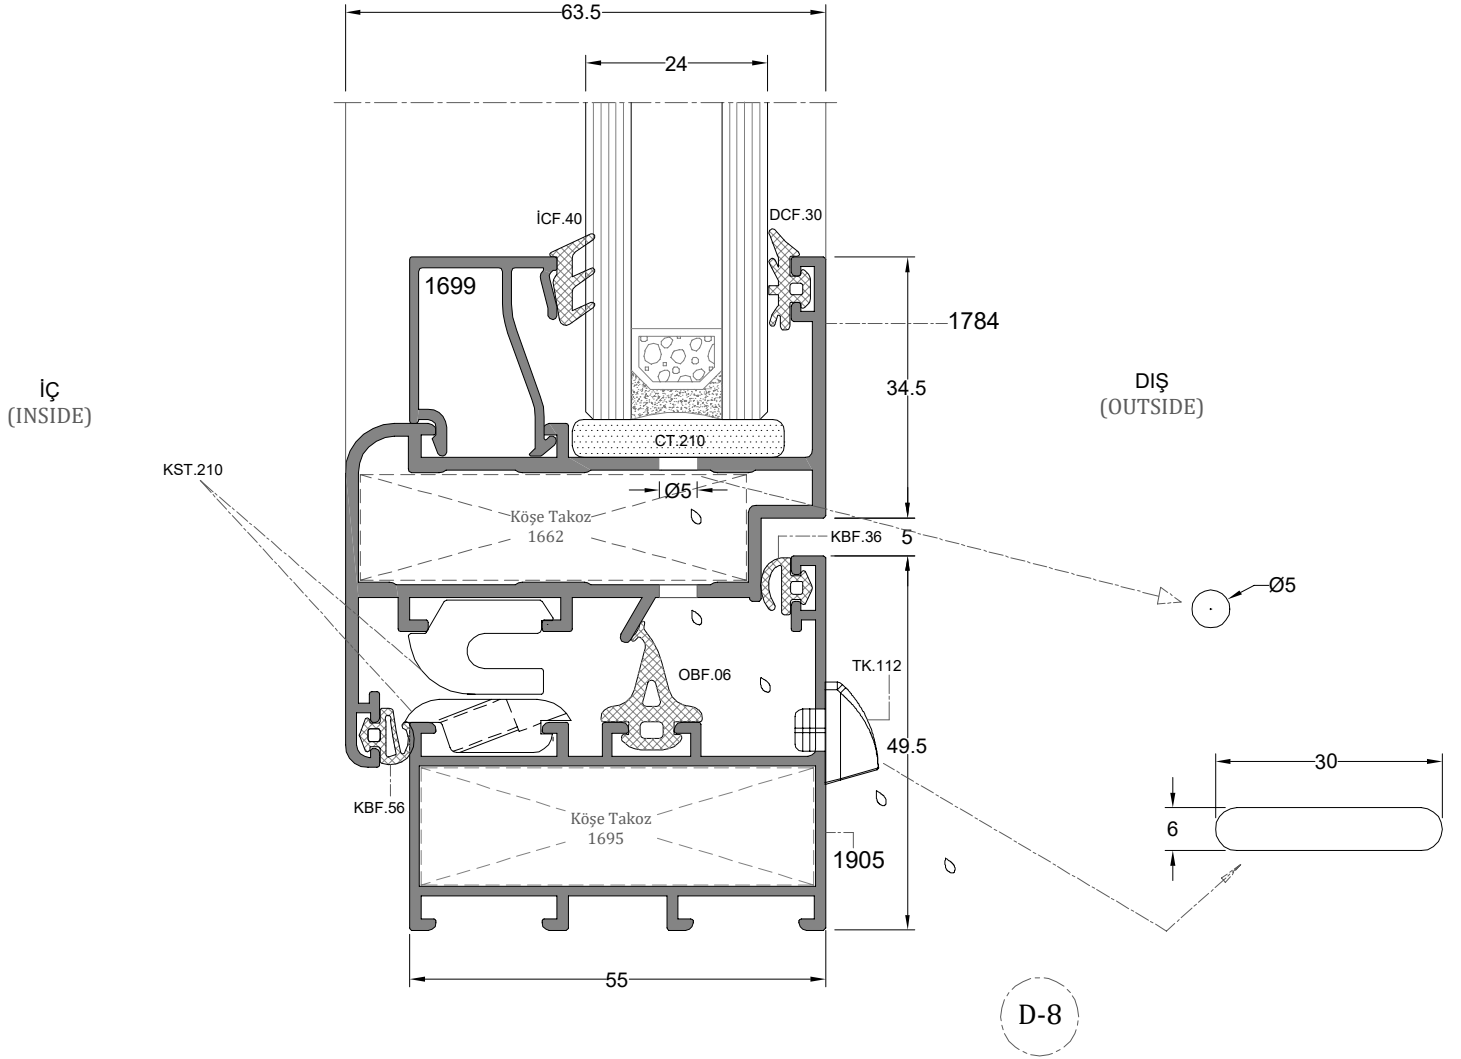 63.5
24
İCF.40
DCF.30
1699
1784
34.5
İÇ
(INSIDE)
DIŞ
(OUTSIDE)
CT.210
KST.210
Ø5
Köşe Takoz
1662
KBF.36
5
Ø5
OBF.06
TK.112
49.5
30
KBF.56
Köşe Takoz
1695
6
1905
55
D-8